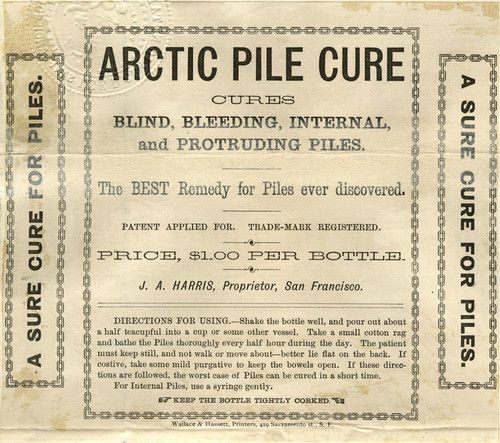 A SURE CURE FOR PILES.
ARCTIC PILE CURE
CURES
BLIND, BLEEDING, INTERNAL,
and PROTRUDING PILES.
The BEST Remedy for Piles ever discovered.
PATENT APPLIED FOR. TRADE-MARK REGISTERED.
PRICE, $1.00 PER BOTTLE.
J. A. HARRIS, Proprietor, San Francisco.
DIRECTIONS FOR USING.—Shake the bottle well, and pour out about
a half teacupful into a cup or some other vessel. Take a small cotton rag
and bathe the Piles thoroughly every half hour during the day. The patient
must keep still, and not walk or move about—better lie flat on the back. If
costive, take some mild purgative to keep the bowels open. If these direc-
tions are followed, the worst case of Piles can be cured in a short time.
For Internal Piles, use a syringe gently.
KEEP THE BOTTLE TIGHTLY CORKED.
Wallace & Hassett, Printers, 419 Sacramento st., S. F.
A SURE CURE FOR PILES.